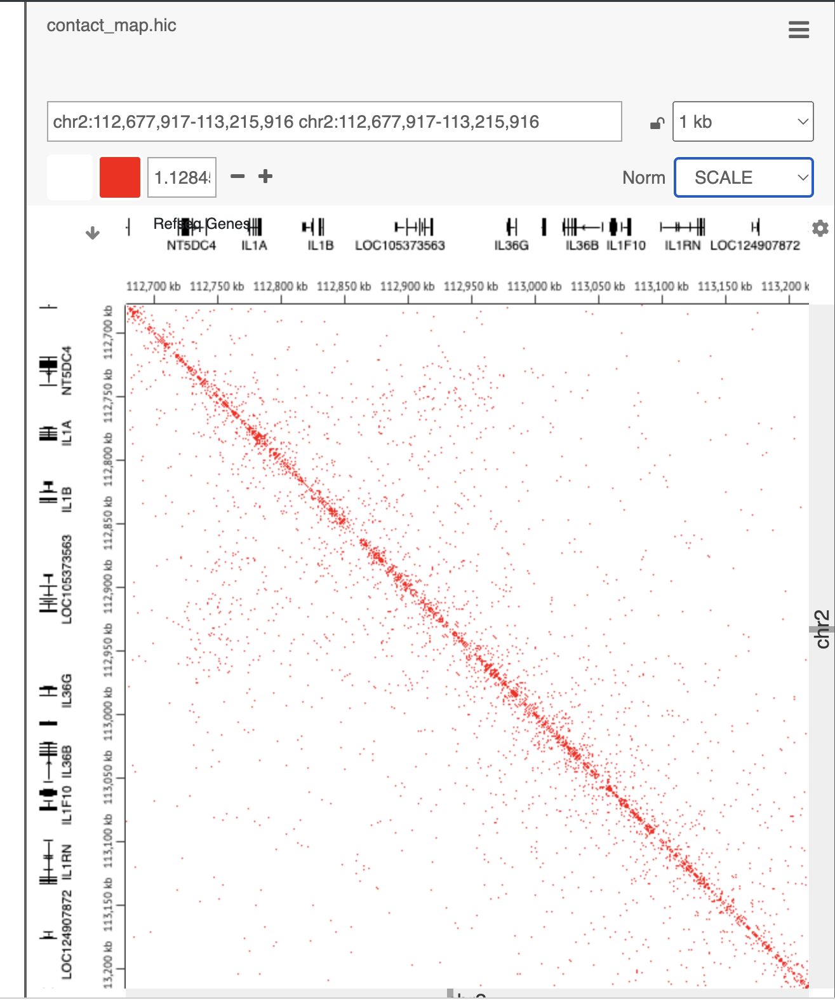 contact_map.hic
chr2:112,677,917-113,215,916 chr2:112,677,917-113,215,916
1 kb
1.1284
Norm
SCALE
Refseq Genes
NT5DC4 IL1A IL1B LOC105373563 IL36G IL36B IL1F10 IL1RN LOC124907872
112,700 kb 112,750 kb 112,800 kb 112,850 kb 112,900 kb 112,950 kb 113,000 kb 113,050 kb 113,100 kb 113,150 kb 113,200 k
NT5DC4
IL1A
IL1B
LOC105373563
IL36G
IL36B
IL1F10
IL1RN
LOC124907872
112,700 kb
112,750 kb
112,800 kb
112,850 kb
112,900 kb
112,950 kb
113,000 kb
113,050 kb
113,100 kb
113,150 kb
13,200 kb
chr2